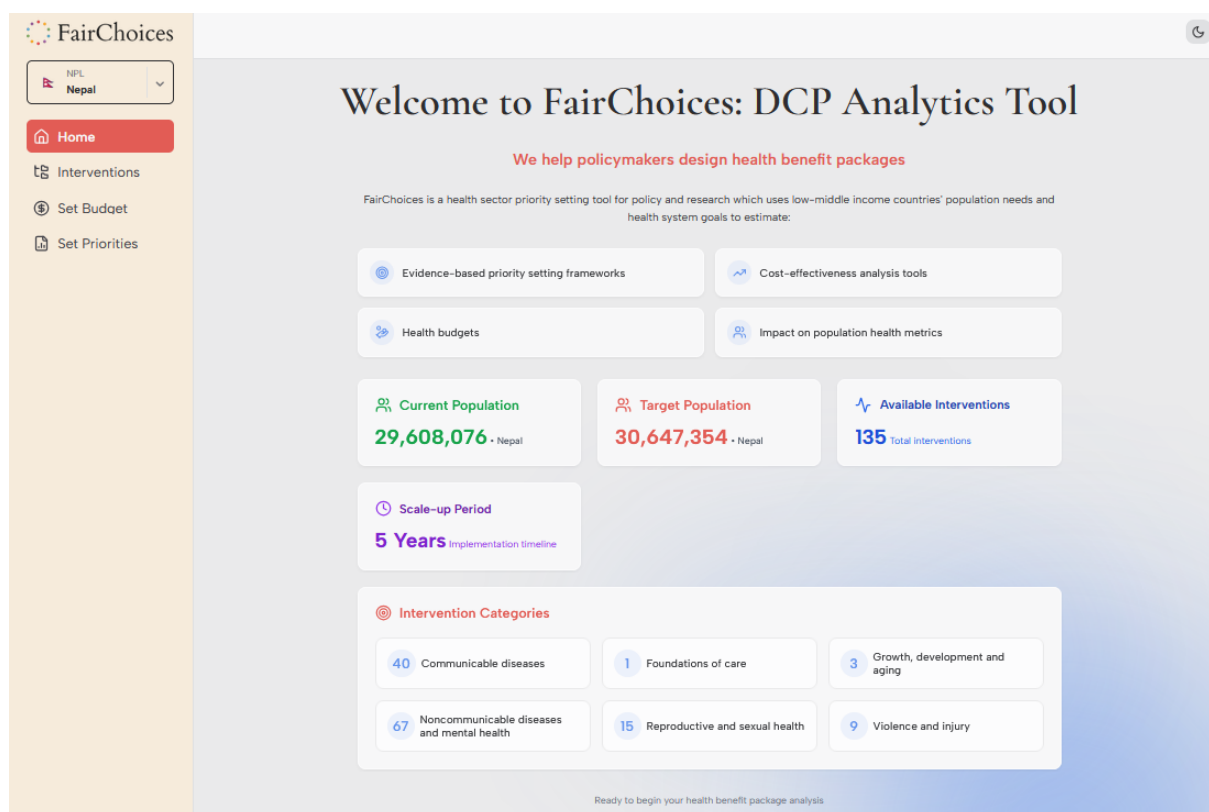 FairChoices
NPL
Nepal
Home
Interventions
Set Budget
Set Priorities
Welcome to FairChoices: DCP Analytics Tool
We help policymakers design health benefit packages
FairChoices is a health sector priority setting tool for policy and research which uses low-middle income countries' population needs and
health system goals to estimate:
Evidence-based priority setting frameworks
Cost-effectiveness analysis tools
Health budgets
Impact on population health metrics
Current Population
29,608,076 • Nepal
Target Population
30,647,354 • Nepal
Available Interventions
135 Total interventions
Scale-up Period
5 Years Implementation timeline
Intervention Categories
40 Communicable diseases
1 Foundations of care
3 Growth, development and
aging
67 Noncommunicable diseases
and mental health
15 Reproductive and sexual health
9 Violence and injury
Ready to begin your health benefit package analysis